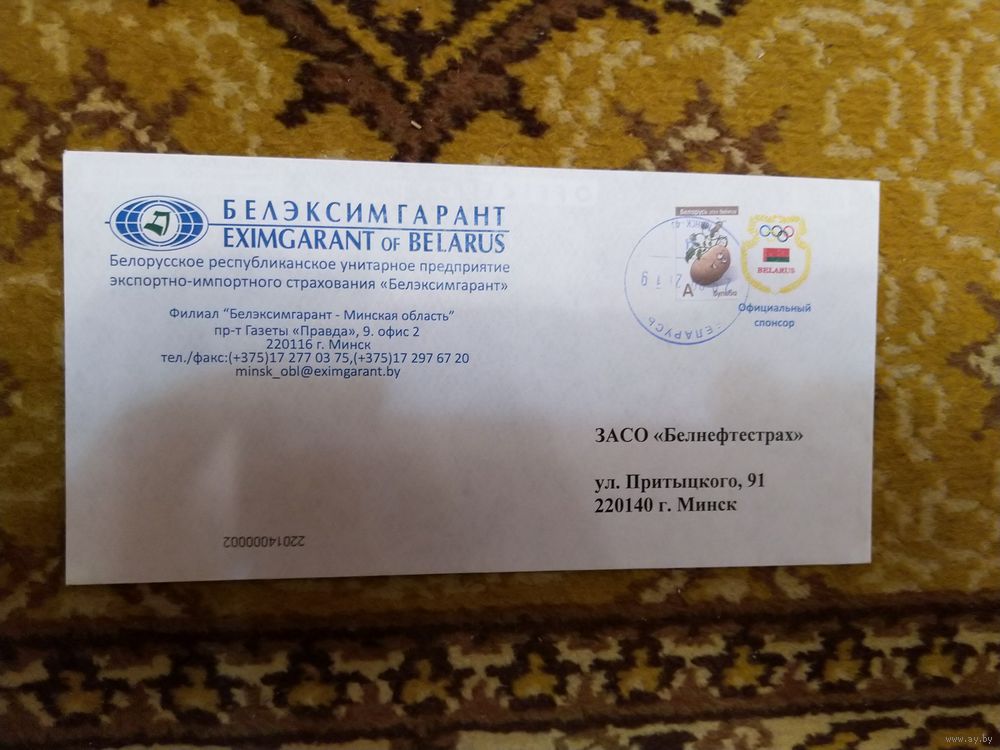 БЕЛЭКСИМГАРАНТ
EXIMGARANT OF BELARUS
Белорусское республиканское унитарное предприятие
экспортно-импортного страхования «Белэксимгарант»
Филиал "Белэксимгарант - Минская область"
пр-т Газеты «Правда», 9. офис 2
220116 г. Минск
тел./факс:(+375)17 277 03 75,(+375)17 297 67 20
minsk_obl@eximgarant.by
Беларусь
А
бульба
БЕЛАРУСЬ
BELARUS
Официальный
спонсор
ЗАСО «Белнефтестрах»
ул. Притыцкого, 91
220140 г. Минск
22014000002
www.ay.by